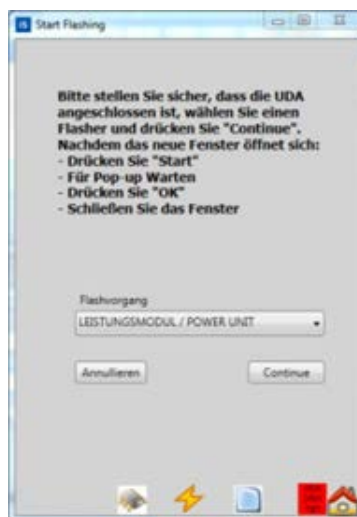 Start Flashing
Bitte stellen Sie sicher, dass die UDA
angeschlossen ist, wählen Sie einen
Flasher und drücken Sie "Continue".
Nachdem das neue Fenster öffnet sich:
- Drücken Sie "Start"
- Für Pop-up Warten
- Drücken Sie "OK"
- Schließen Sie das Fenster
Flashvorgang
LEISTUNGSMODUL / POWER UNIT
Annullieren
Continue